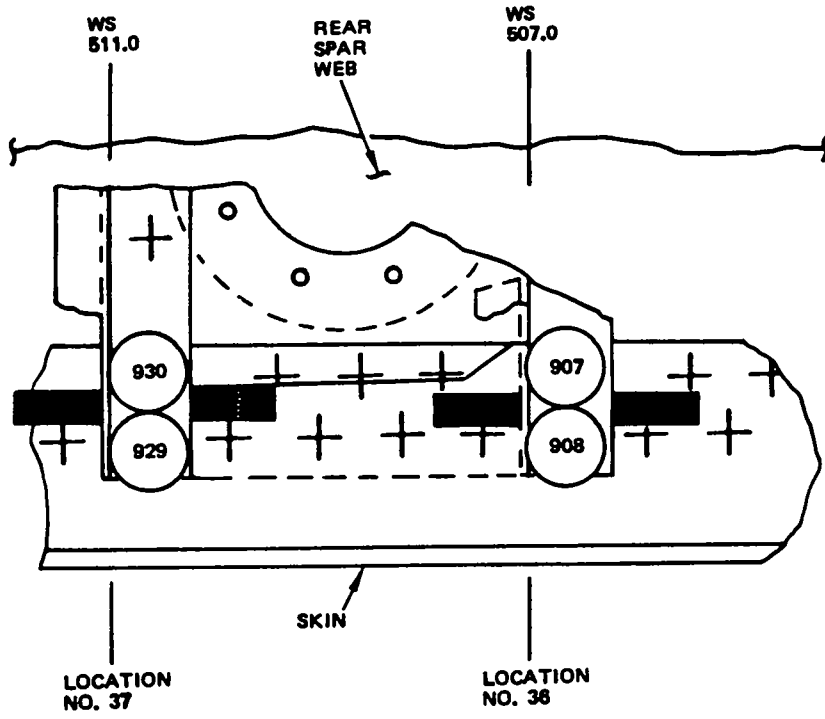 WS
511.0
REAR
SPAR
WEB
WS
507.0
930
907
929
908
SKIN
LOCATION
NO. 37
LOCATION
NO. 36